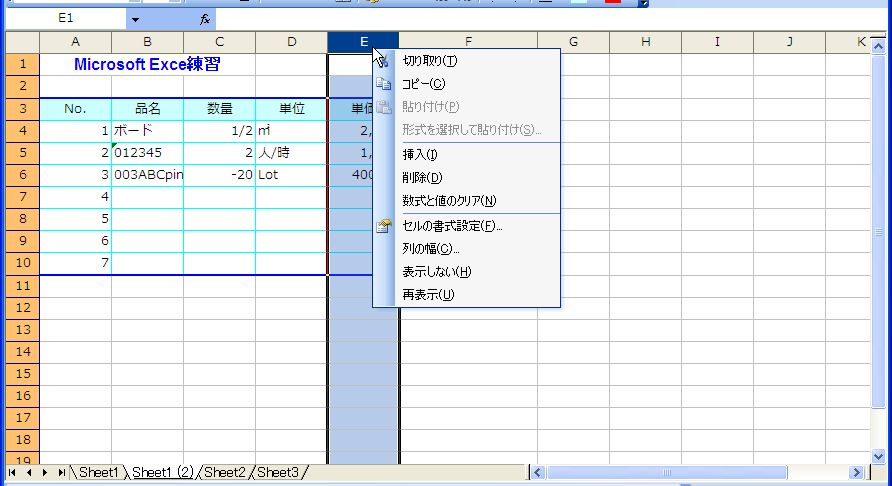 E1 fx
A B C D E F G H I J K
1 Microsoft Exce練習
2
3 No. 品名 数量 単位 単価
4 1 ボード 1/2 ㎡ 2,
5 2 012345 2 人/時 1,
6 3 003ABCpin -20 Lot 400
7 4
8 5
9 6
10 7
11
12
13
14
15
16
17
18
19
切り取り(T)
コピー(C)
貼り付け(P)
形式を選択して貼り付け(S)...
挿入(I)
削除(D)
数式と値のクリア(N)
セルの書式設定(F)...
列の幅(C)...
表示しない(H)
再表示(U)
Sheet1 Sheet1 (2) Sheet2 Sheet3